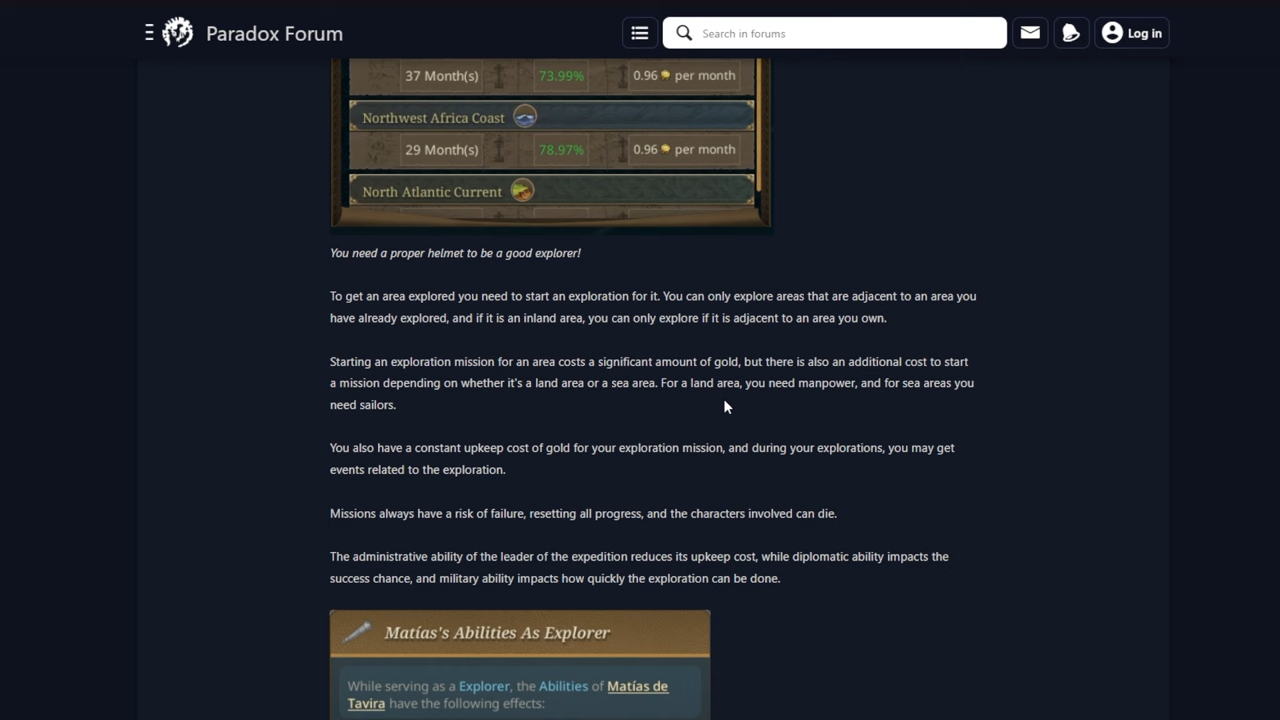 Paradox Forum
Search in forums
Log in
37 Month(s) 73.99% 0.96 per month
Northwest Africa Coast
29 Month(s) 78.97% 0.96 per month
North Atlantic Current
You need a proper helmet to be a good explorer!
To get an area explored you need to start an exploration for it. You can only explore areas that are adjacent to an area you
have already explored, and if it is an inland area, you can only explore if it is adjacent to an area you own.
Starting an exploration mission for an area costs a significant amount of gold, but there is also an additional cost to start
a mission depending on whether it's a land area or a sea area. For a land area, you need manpower, and for sea areas you
need sailors.
You also have a constant upkeep cost of gold for your exploration mission, and during your explorations, you may get
events related to the exploration.
Missions always have a risk of failure, resetting all progress, and the characters involved can die.
The administrative ability of the leader of the expedition reduces its upkeep cost, while diplomatic ability impacts the
success chance, and military ability impacts how quickly the exploration can be done.
Matías's Abilities As Explorer
While serving as a Explorer, the Abilities of Matías de
Tavira have the following effects: